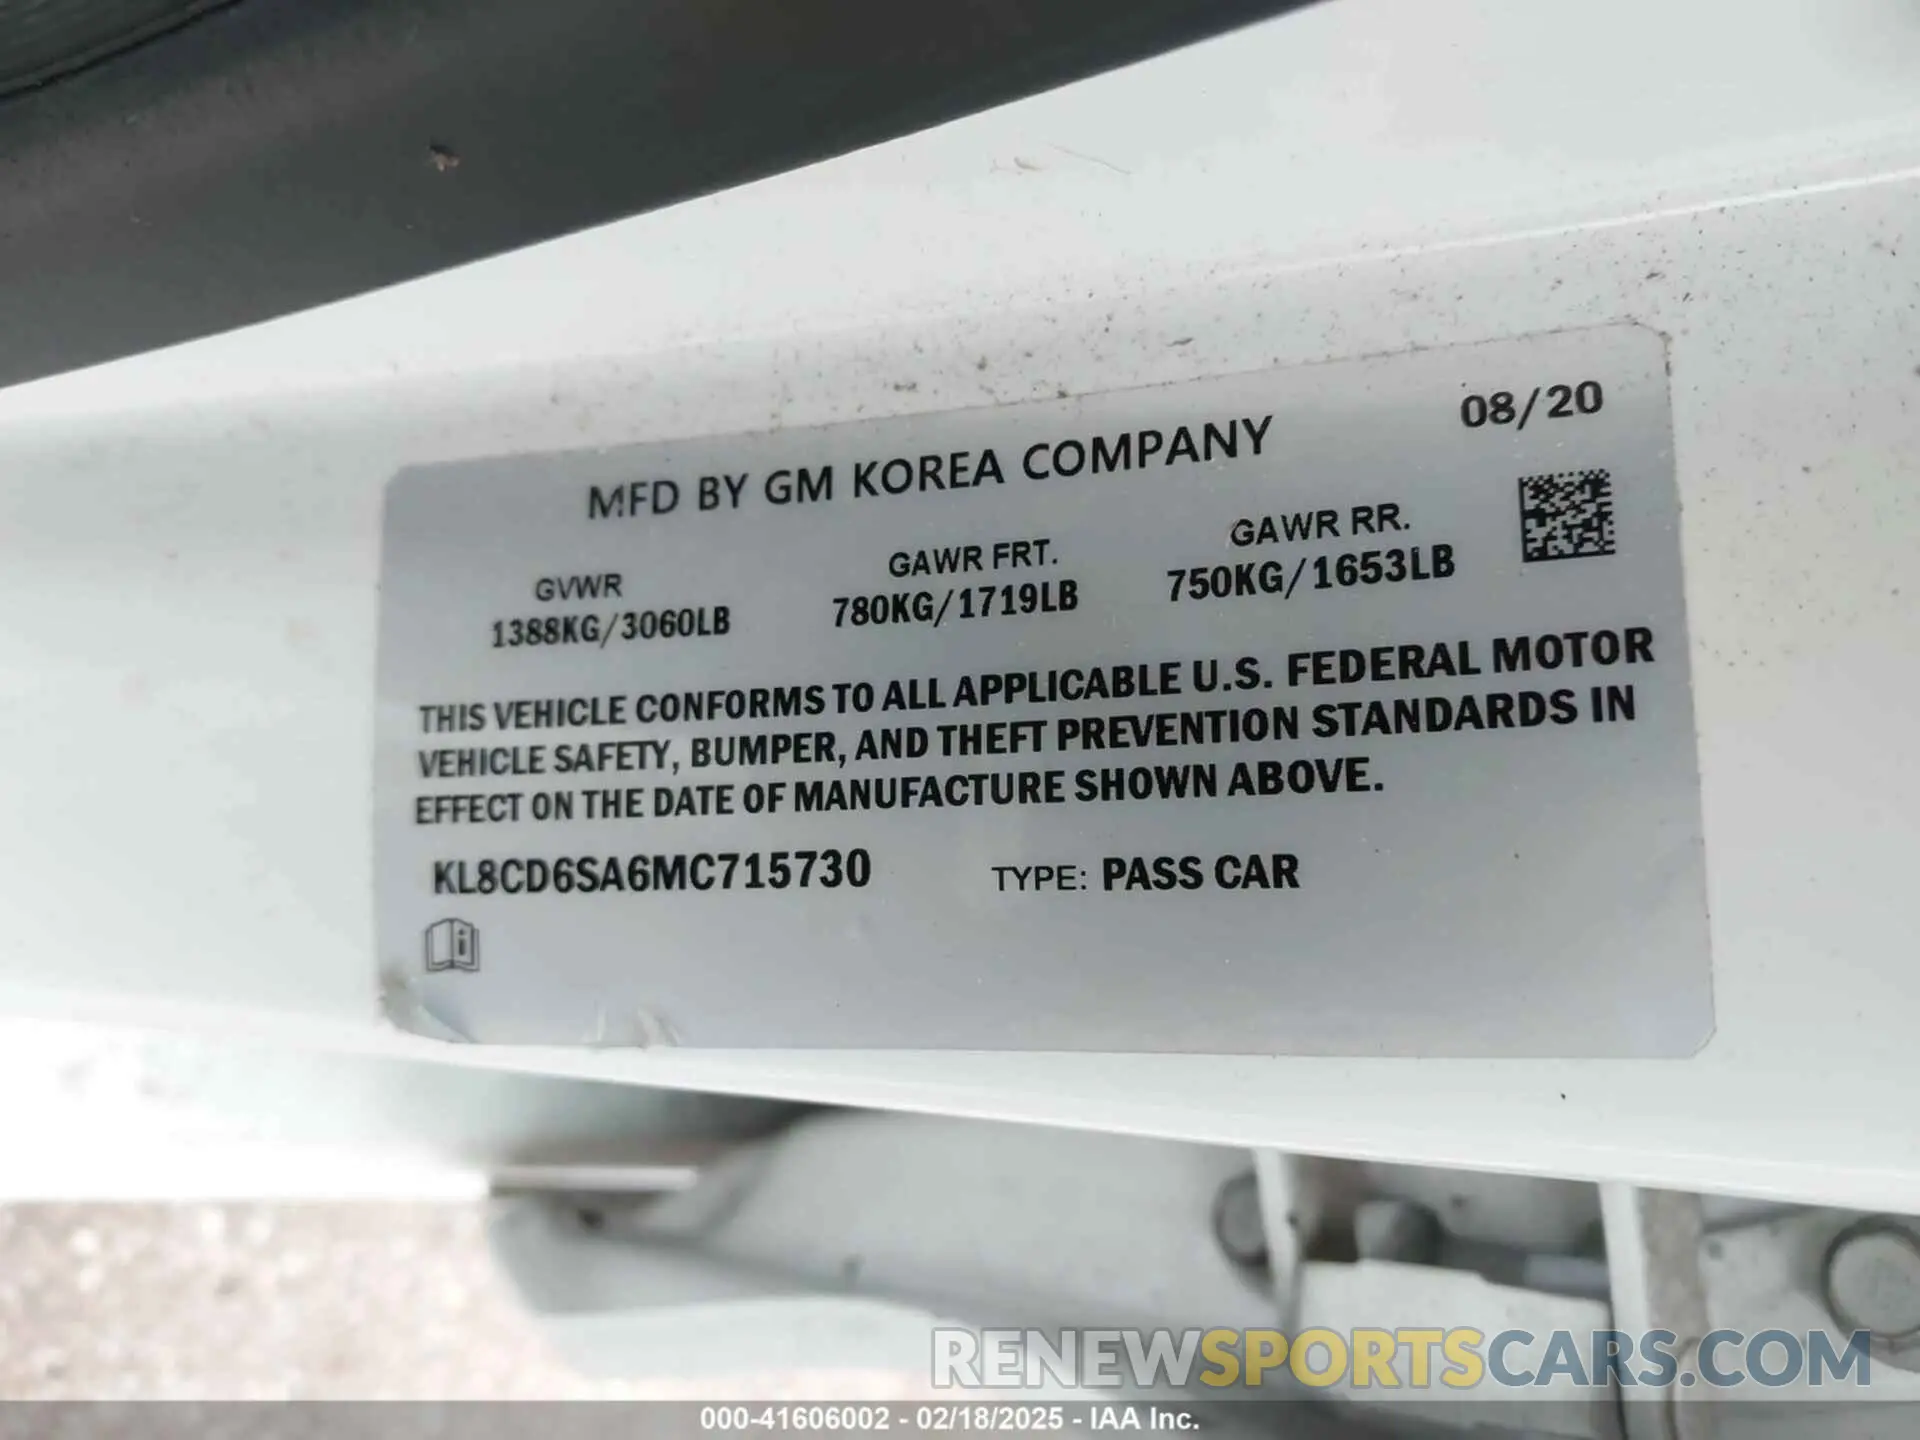 08/20
MFD BY GM KOREA COMPANY
GVWR GAWR FRT. GAWR RR.
1388KG/3060LB 780KG/1719LB 750KG/1653LB
THIS VEHICLE CONFORMS TO ALL APPLICABLE U.S. FEDERAL MOTOR
VEHICLE SAFETY, BUMPER, AND THEFT PREVENTION STANDARDS IN
EFFECT ON THE DATE OF MANUFACTURE SHOWN ABOVE.
KL8CD6SA6MC715730 TYPE: PASS CAR
RENEWSPORTSCARS.COM
000-41606002 - 02/18/2025 - IAA Inc.